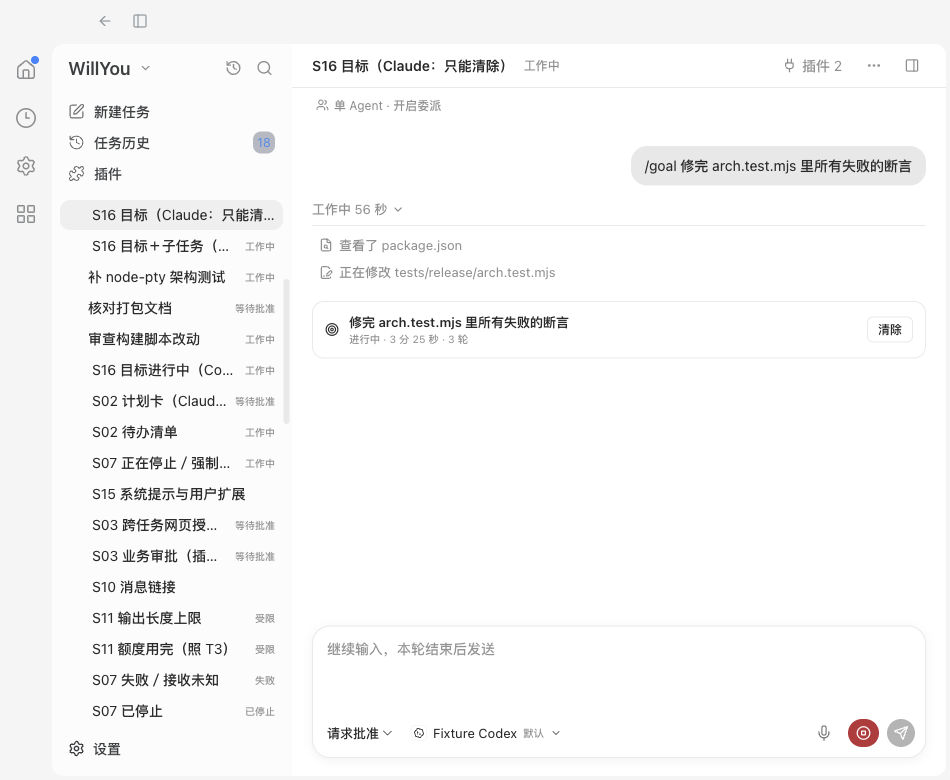 WillYou
新建任务
任务历史 18
插件
S16 目标（Claude：只能清...
S16 目标＋子任务（... 工作中
补 node-pty 架构测试 工作中
核对打包文档 等待批准
审查构建脚本改动 工作中
S16 目标进行中（Co... 工作中
S02 计划卡（Claud... 等待批准
S02 待办清单 工作中
S07 正在停止 / 强制... 工作中
S15 系统提示与用户扩展
S03 跨任务网页授... 等待批准
S03 业务审批（插... 等待批准
S10 消息链接
S11 输出长度上限 受限
S11 额度用完（照 T3） 受限
S07 失败 / 接收未知 失败
S07 已停止 已停止
设置
S16 目标（Claude：只能清除） 工作中 插件 2
单 Agent · 开启委派
/goal 修完 arch.test.mjs 里所有失败的断言
工作中 56 秒
查看了 package.json
正在修改 tests/release/arch.test.mjs
修完 arch.test.mjs 里所有失败的断言
进行中 · 3 分 25 秒 · 3 轮
清除
继续输入，本轮结束后发送
请求批准 Fixture Codex 默认